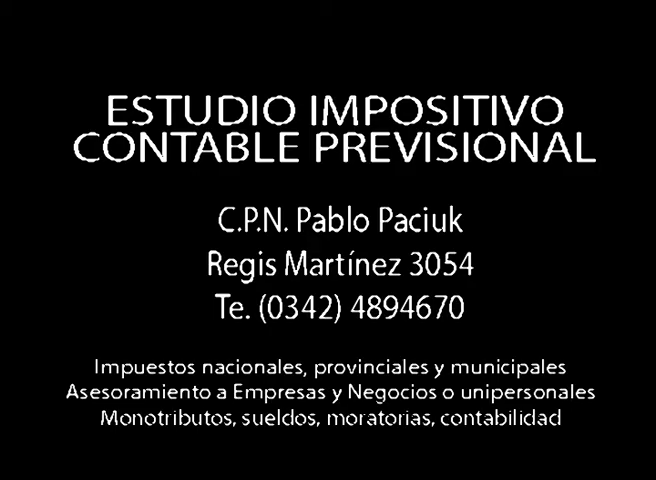 ESTUDIO IMPOSITIVO
CONTABLE PREVISIONAL
C.P.N. Pablo Paciuk
Regis Martínez 3054
Te. (0342) 4894670
Impuestos nacionales, provinciales y municipales
Asesoramiento a Empresas y Negocios o unipersonales
Monotributos, sueldos, moratorias, contabilidad